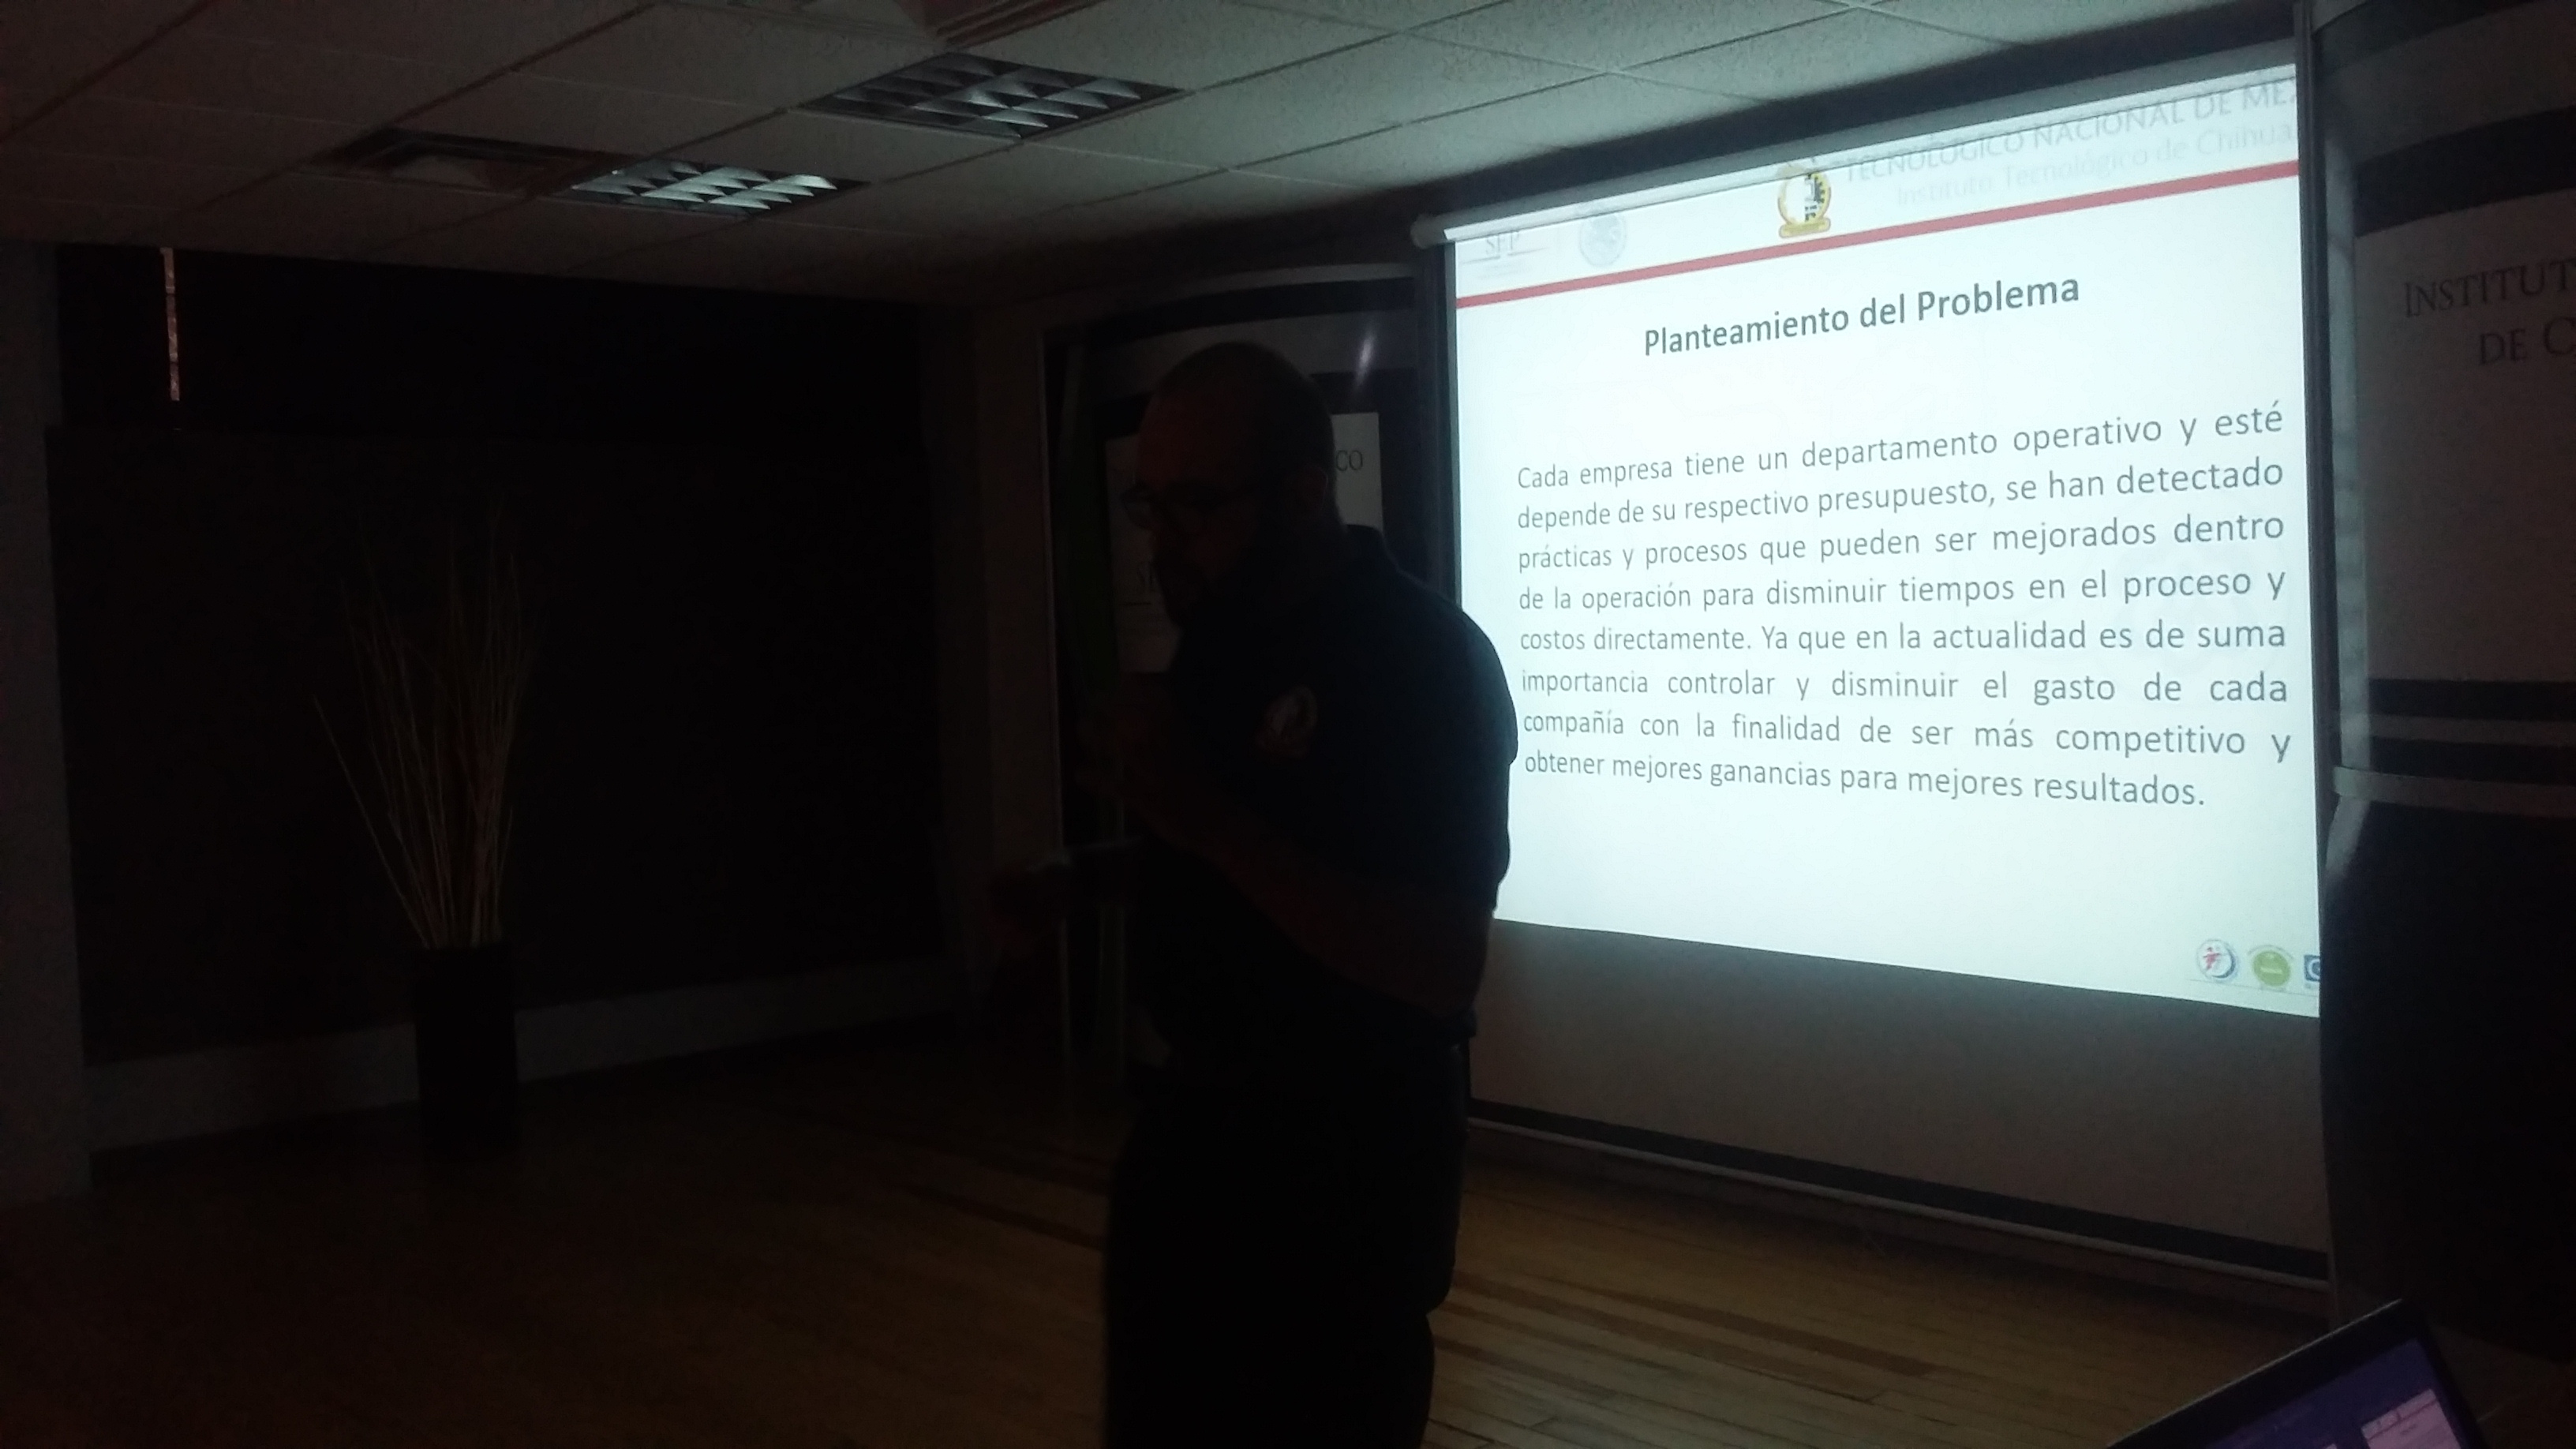 TECNOLÓGICO NACIONAL DE
Instituto Tecnológico de
SEP
Planteamiento del Problema
Cada empresa tiene un departamento operativo y esté
depende de su respectivo presupuesto, se han detectado
prácticas y procesos que pueden ser mejorados dentro
de la operación para disminuir tiempos en el proceso y
costos directamente. Ya que en la actualidad es de suma
importancia controlar y disminuir el gasto de cada
compañía con la finalidad de ser más competitivo y
obtener mejores ganancias para mejores resultados.
CO
INSTITUT
DE C